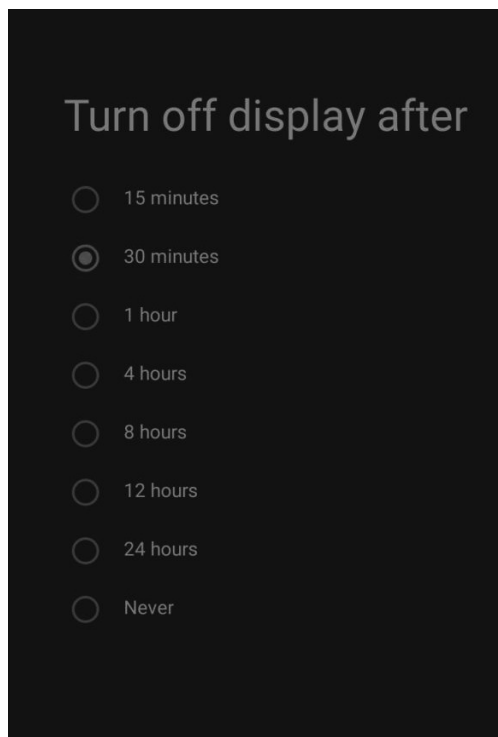 Turn off display after
15 minutes
30 minutes
1 hour
4 hours
8 hours
12 hours
24 hours
Never